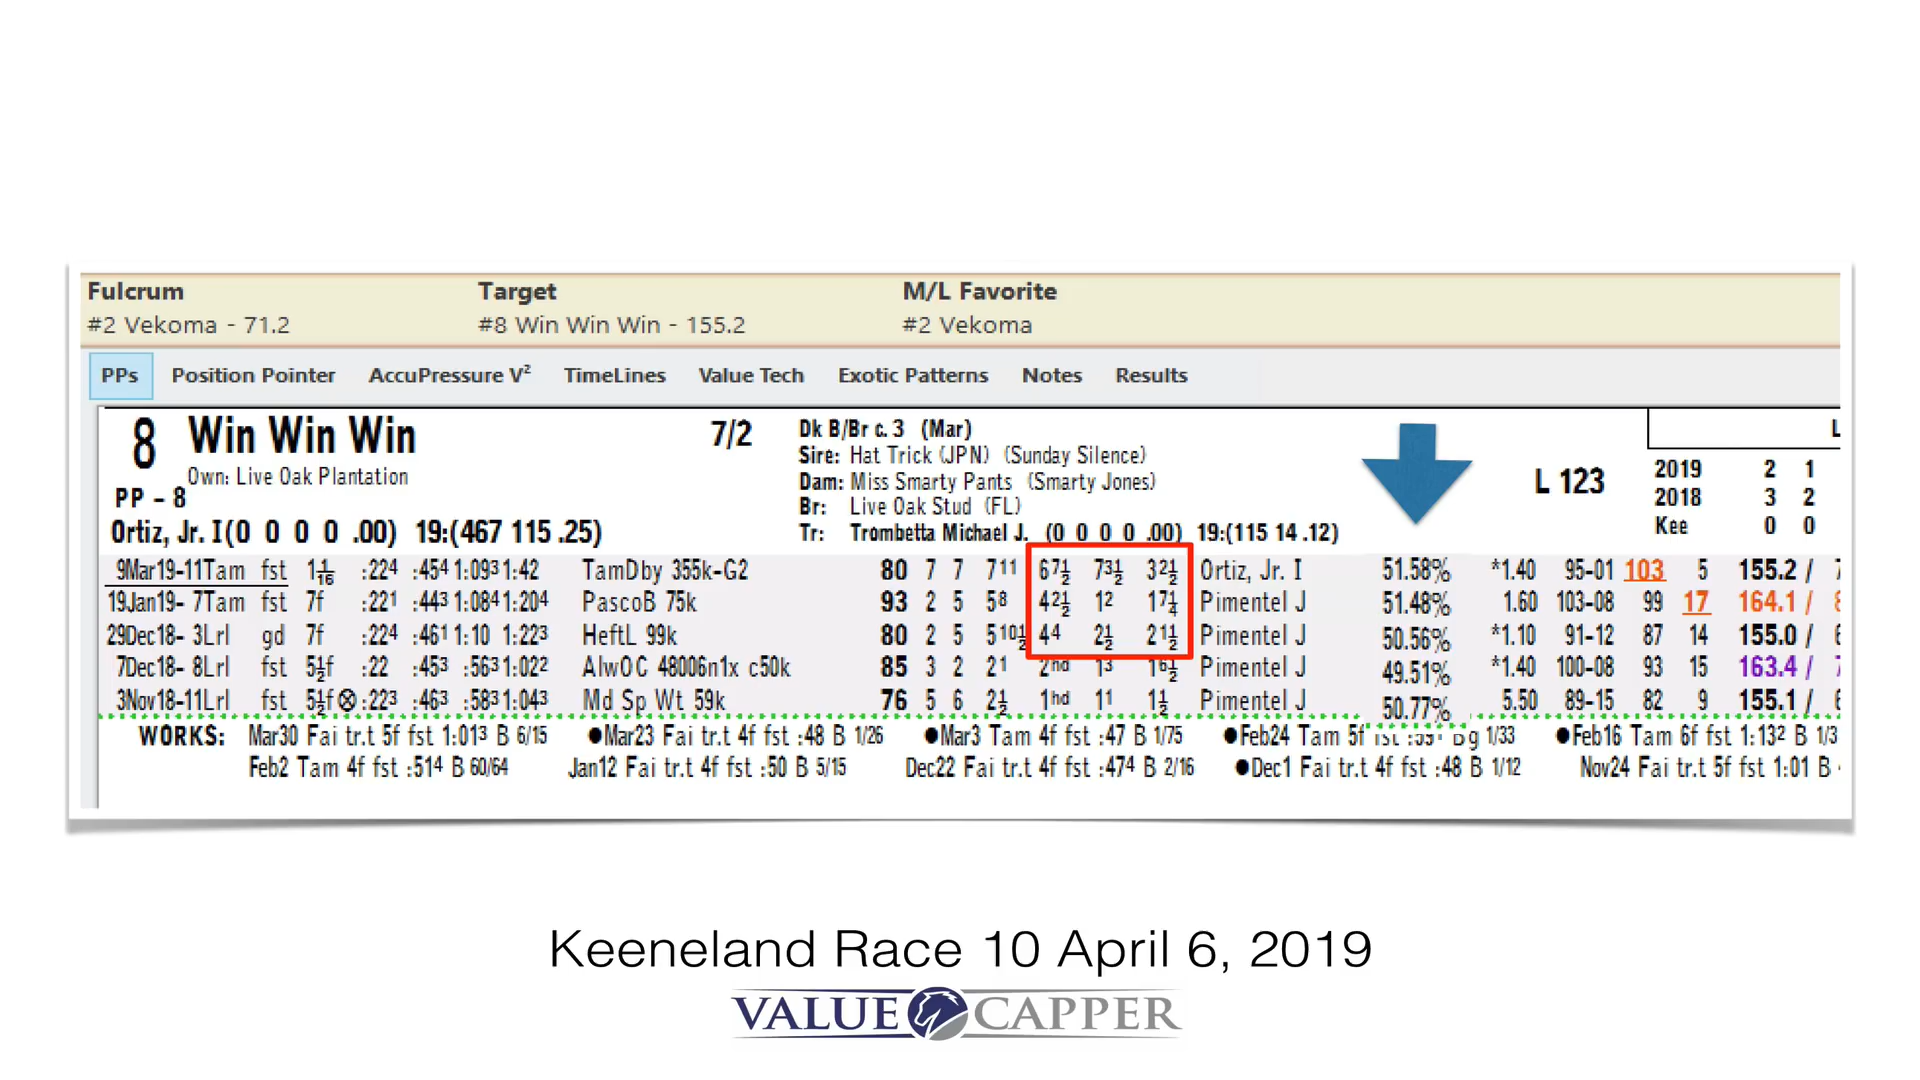 Fulcrum Target M/L Favorite
#2 Vekoma - 71.2 #8 Win Win Win - 155.2 #2 Vekoma
PPs Position Pointer AccuPressure V² TimeLines Value Tech Exotic Patterns Notes Results
8 Win Win Win 7/2 Dk B/Br c. 3 (Mar) L
Own: Live Oak Plantation Sire: Hat Trick (JPN) (Sunday Silence) L 123 2019 2 1
PP - 8 Dam: Miss Smarty Pants (Smarty Jones) 2018 3 2
Br: Live Oak Stud (FL)
Ortiz, Jr. I(0 0 0 0 .00) 19:(467 115 .25) Tr: Trombetta Michael J. (0 0 0 0 .00) 19:(115 14 .12) Kee 0 0
9Mar19-11Tam fst 1 1/16 :22⁴ :45⁴ 1:09³ 1:42 TamDby 355k-G2 80 7 7 7¹¹ 6⁷½ 7³½ 3²½ Ortiz, Jr. I 51.58% *1.40 95-01 103 5 155.2 /
19Jan19- 7Tam fst 7f :22¹ :44³ 1:08⁴ 1:20⁴ PascoB 75k 93 2 5 5⁸ 4²½ 1² 1⁷¼ Pimentel J 51.48% 1.60 103-08 99 17 164.1 /
29Dec18- 3Lrl gd 7f :22⁴ :46¹ 1:10 1:22³ HeftL 99k 80 2 5 5¹⁰½ 4⁴ 2½ 2¹½ Pimentel J 50.56% *1.10 91-12 87 14 155.0 /
7Dec18- 8Lrl fst 5½f :22 :45³ :56³ 1:02² AlwOC 48006n1x c50k 85 3 2 2¹ 2ʰᵈ 1³ 1⁶½ Pimentel J 49.51% *1.40 100-08 93 15 163.4 /
3Nov18-11Lrl fst 5½f ⊗ :22³ :46³ :58³ 1:04³ Md Sp Wt 59k 76 5 6 2½ 1ʰᵈ 1¹ 1½ Pimentel J 50.77% 5.50 89-15 82 9 155.1 /
WORKS: Mar30 Fai tr.t 5f fst 1:01³ B 6/15 ●Mar23 Fai tr.t 4f fst :48 B 1/26 ●Mar3 Tam 4f fst :47 B 1/75 ●Feb24 Tam 5f fst :59¹ Bg 1/33 ●Feb16 Tam 6f fst 1:13² B 1/3
Feb2 Tam 4f fst :51⁴ B 60/64 Jan12 Fai tr.t 4f fst :50 B 5/15 Dec22 Fai tr.t 4f fst :47⁴ B 2/16 ●Dec1 Fai tr.t 4f fst :48 B 1/12 Nov24 Fai tr.t 5f fst 1:01 B
Keeneland Race 10 April 6, 2019
VALUE CAPPER